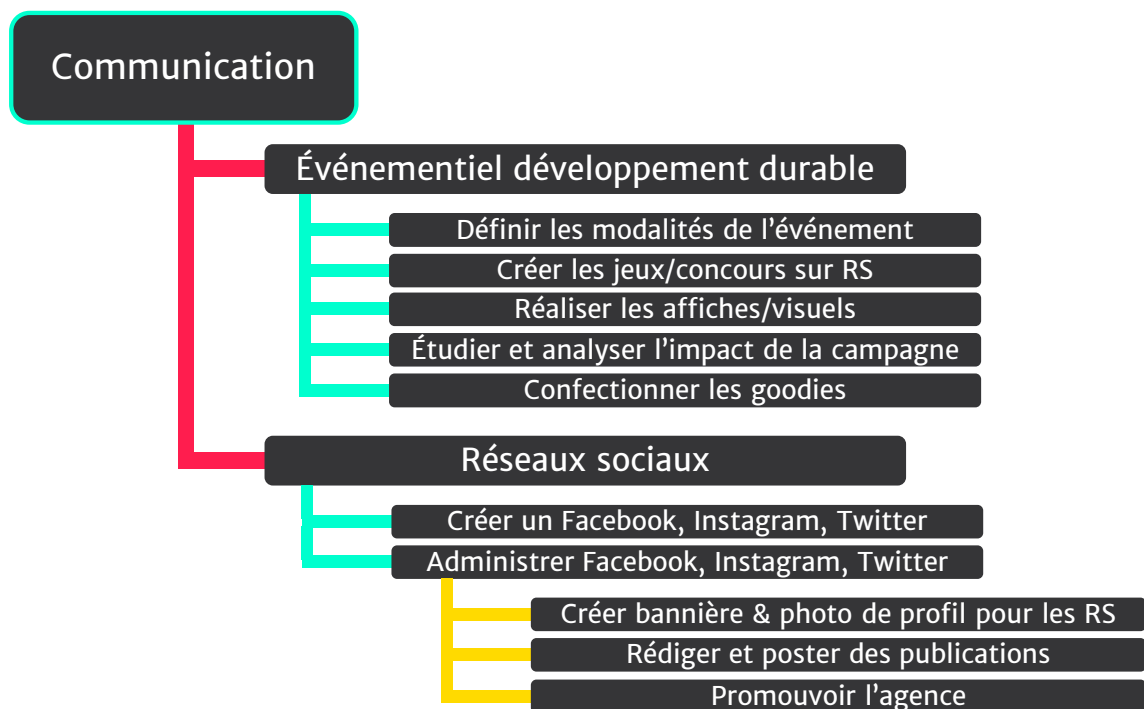 Communication
Événementiel développement durable
Définir les modalités de l’événement
Créer les jeux/concours sur RS
Réaliser les affiches/visuels
Étudier et analyser l’impact de la campagne
Confectionner les goodies
Réseaux sociaux
Créer un Facebook, Instagram, Twitter
Administrer Facebook, Instagram, Twitter
Créer bannière & photo de profil pour les RS
Rédiger et poster des publications
Promouvoir l’agence